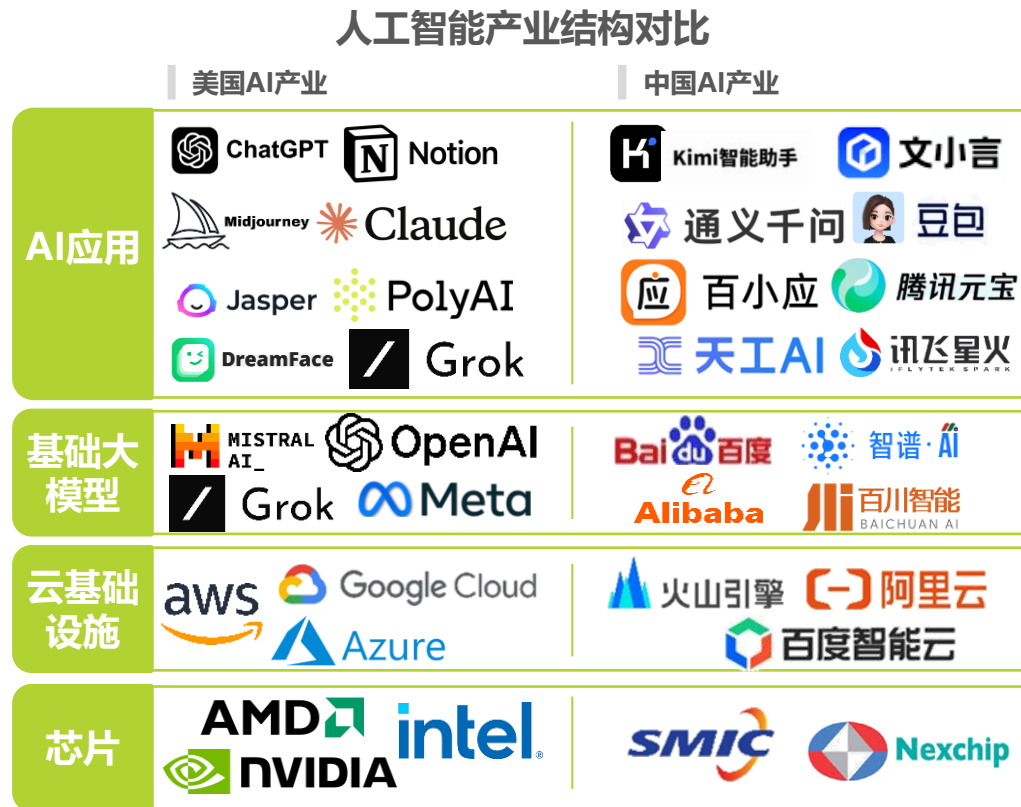 人工智能产业结构对比
美国AI产业
中国AI产业
AI应用
ChatGPT
Notion
Midjourney
Claude
Jasper
PolyAI
DreamFace
Grok
Kimi智能助手
文小言
通义千问
豆包
应 百小应
腾讯元宝
天工AI
讯飞星火
IFLYTEK SPARK
基础大
模型
MISTRAL
AI_
OpenAI
Grok
Meta
Bai du 百度
智谱·AI
Alibaba
百川智能
BAICHUAN AI
云基础
设施
aws
Google Cloud
Azure
火山引擎
阿里云
百度智能云
芯片
AMD
intel
NVIDIA
SMIC
Nexchip